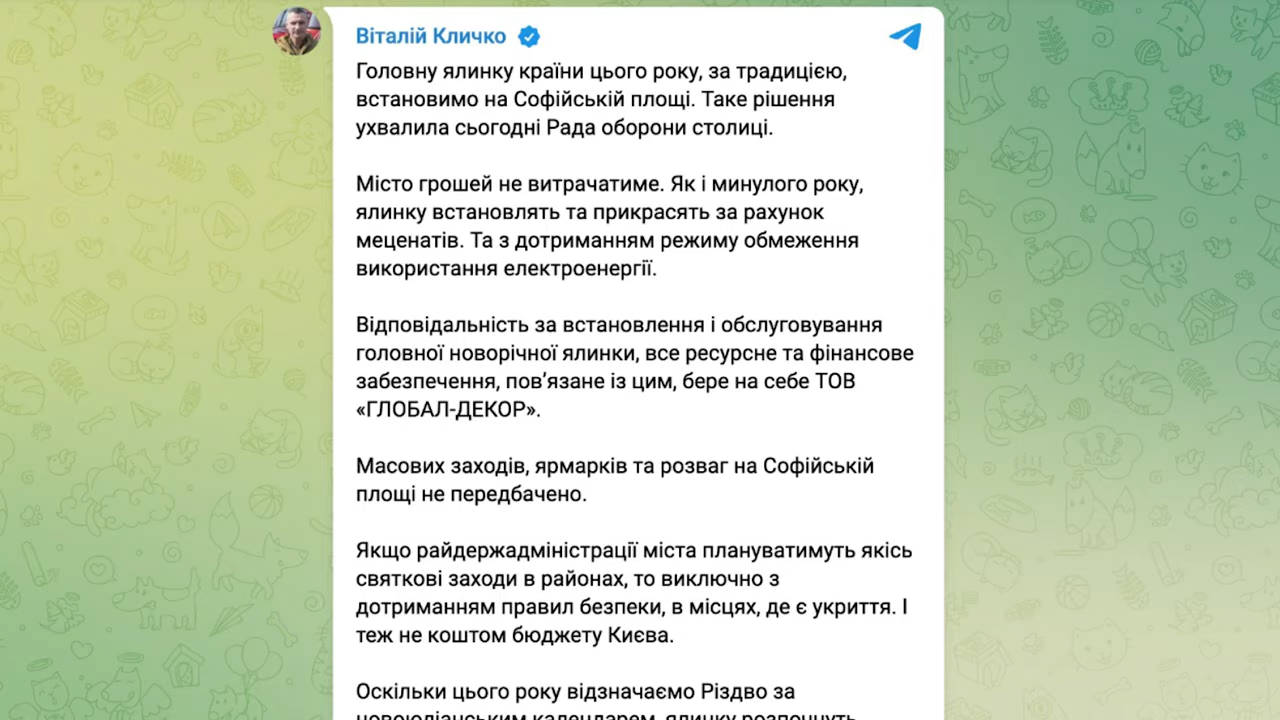 Віталій Кличко
Головну ялинку країни цього року, за традицією,
встановимо на Софійській площі. Таке рішення
ухвалила сьогодні Рада оборони столиці.
Місто грошей не витрачатиме. Як і минулого року,
ялинку встановлять та прикрасять за рахунок
меценатів. Та з дотриманням режиму обмеження
використання електроенергії.
Відповідальність за встановлення і обслуговування
головної новорічної ялинки, все ресурсне та фінансове
забезпечення, пов’язане із цим, бере на себе ТОВ
«ГЛОБАЛ-ДЕКОР».
Масових заходів, ярмарків та розваг на Софійській
площі не передбачено.
Якщо райдержадміністрації міста плануватимуть якісь
святкові заходи в районах, то виключно з
дотриманням правил безпеки, в місцях, де є укриття. І
теж не коштом бюджету Києва.
Оскільки цього року відзначаємо Різдво за
новоюліанським календарем, ялинку розпочнуть